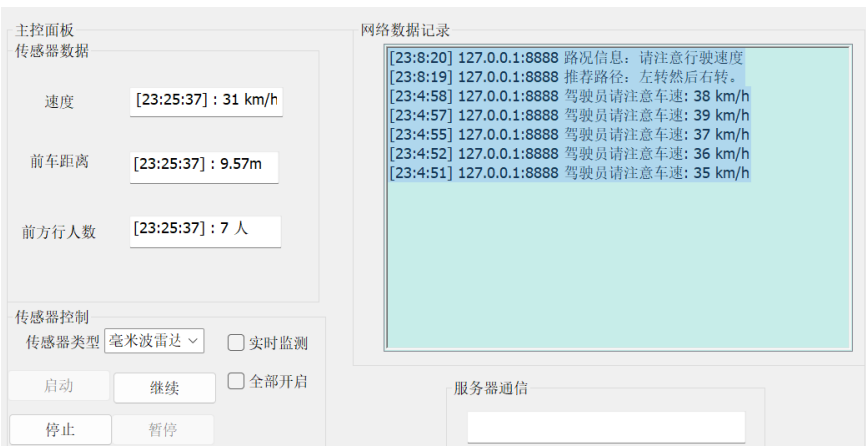 主控面板
传感器数据
速度
[23:25:37] : 31 km/h
前车距离
[23:25:37] : 9.57m
前方行人数
[23:25:37] : 7 人
传感器控制
传感器类型
毫米波雷达
实时监测
启动
继续
全部开启
停止
暂停
网络数据记录
[23:8:20] 127.0.0.1:8888 路况信息：请注意行驶速度
[23:8:19] 127.0.0.1:8888 推荐路径：左转然后右转。
[23:4:58] 127.0.0.1:8888 驾驶员请注意车速: 38 km/h
[23:4:57] 127.0.0.1:8888 驾驶员请注意车速: 39 km/h
[23:4:55] 127.0.0.1:8888 驾驶员请注意车速: 37 km/h
[23:4:52] 127.0.0.1:8888 驾驶员请注意车速: 36 km/h
[23:4:51] 127.0.0.1:8888 驾驶员请注意车速: 35 km/h
服务器通信